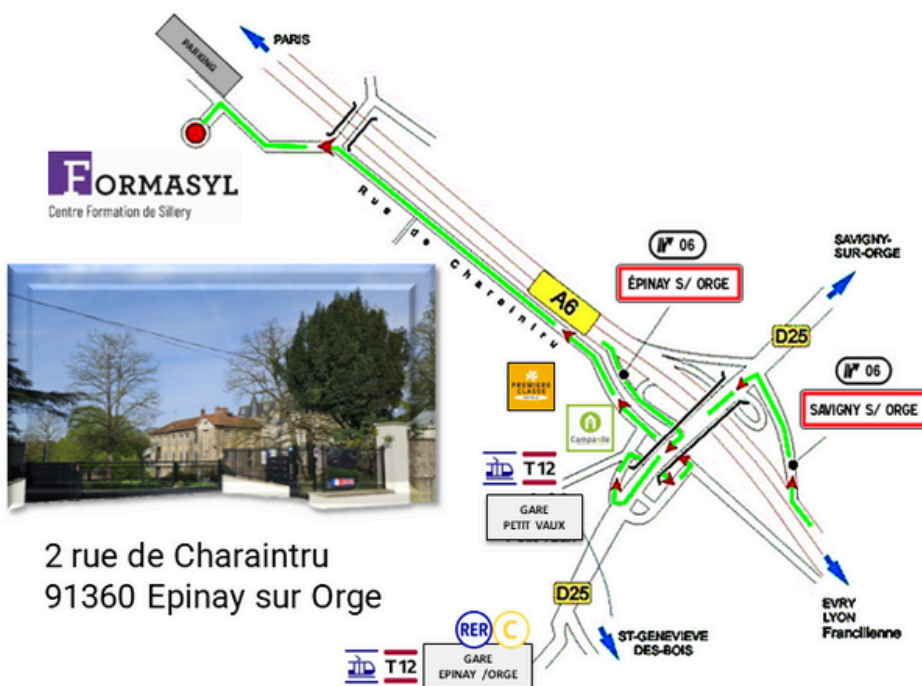 PARKING
PARIS
FORMASYL
Centre Formation de Sillery
Rue de Charaintru
06
ÉPINAY S/ ORGE
SAVIGNY-
SUR-ORGE
A6
D25
06
SAVIGNY S/ ORGE
PREMIERE
CLASSE
Campanile
T 12
GARE
PETIT VAUX
2 rue de Charaintru
91360 Epinay sur Orge
D25
EVRY
LYON
Francilienne
RER C
ST-GENEVIEVE
DES-BOIS
T 12
GARE
EPINAY /ORGE